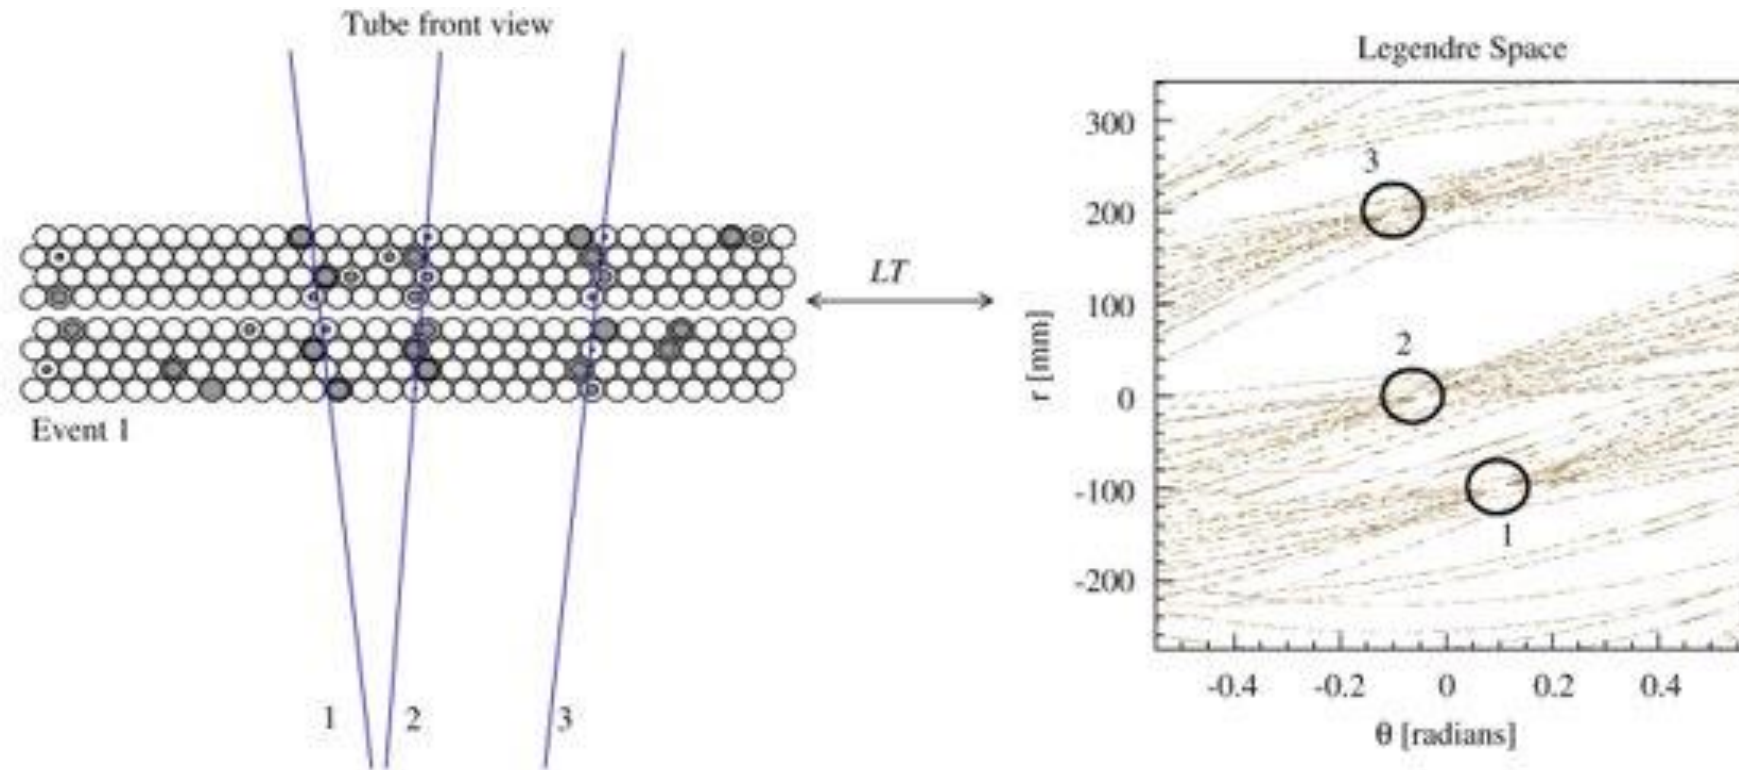 Tube front view
Event 1
1
2
3
LT
Legendre Space
300
200
100
0
-100
-200
r [mm]
3
2
1
-0.4
-0.2
0
0.2
0.4
θ [radians]